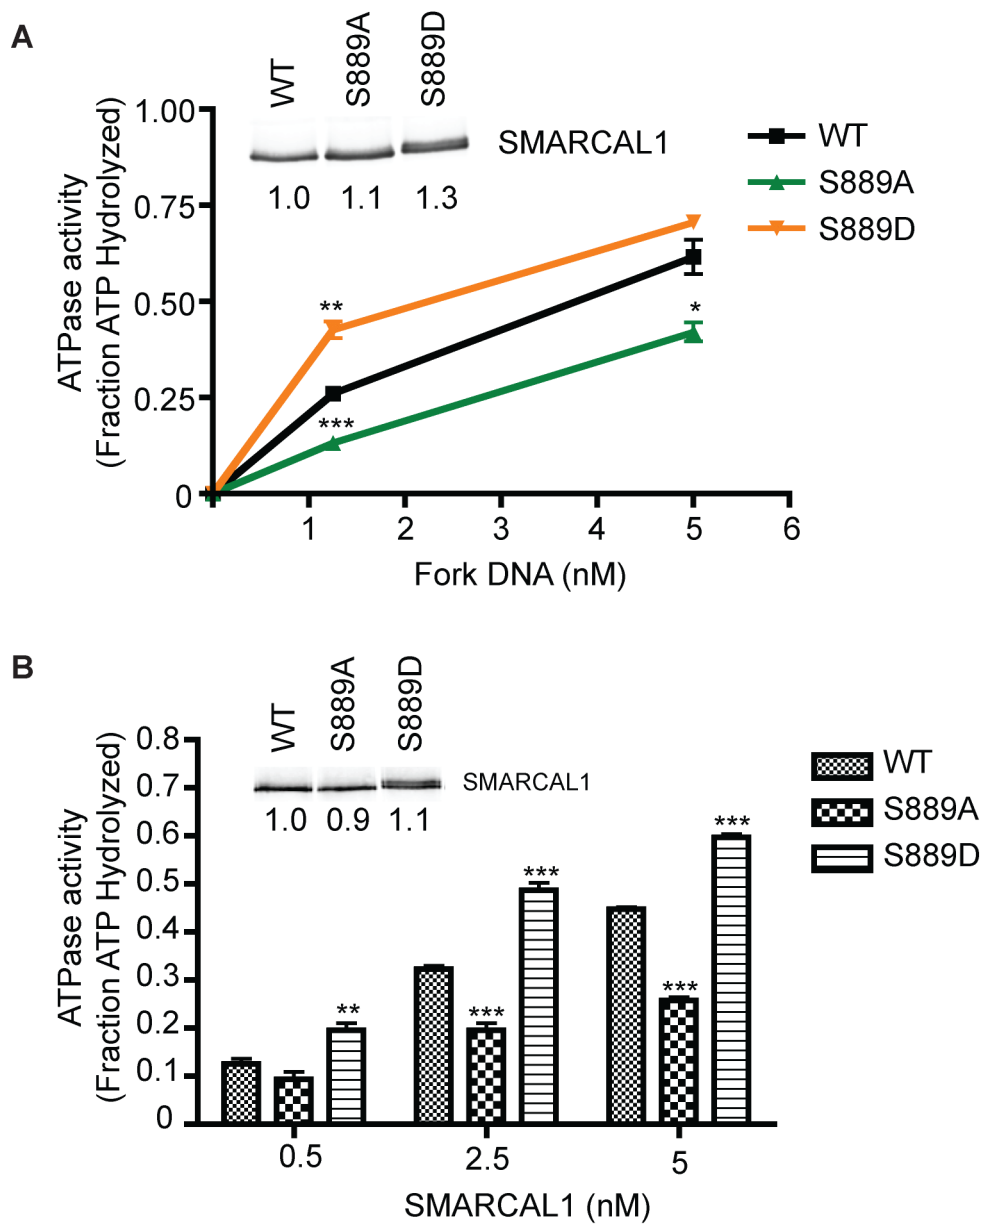 A
WT
S889A
S889D
SMARCAL1
1.0 1.1 1.3
WT
S889A
S889D
ATPase activity
(Fraction ATP Hydrolyzed)
1.00
0.75
0.50
0.25
0
**
***
*
1 2 3 4 5 6
Fork DNA (nM)
B
WT
S889A
S889D
SMARCAL1
1.0 0.9 1.1
WT
S889A
S889D
ATPase activity
(Fraction ATP Hydrolyzed)
0.8
0.7
0.6
0.5
0.4
0.3
0.2
0.1
0
**
***
***
***
***
0.5 2.5 5
SMARCAL1 (nM)